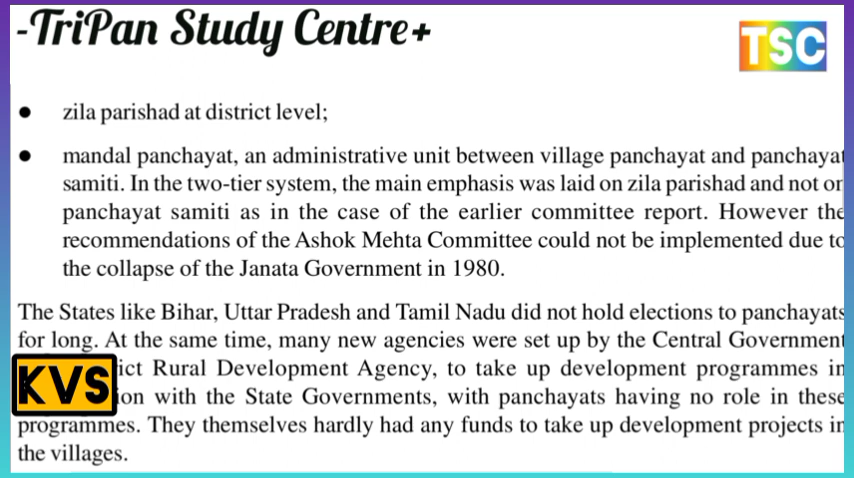 -TriPan Study Centre+
TSC
● zila parishad at district level;
● mandal panchayat, an administrative unit between village panchayat and panchayat
samiti. In the two-tier system, the main emphasis was laid on zila parishad and not on
panchayat samiti as in the case of the earlier committee report. However the
recommendations of the Ashok Mehta Committee could not be implemented due to
the collapse of the Janata Government in 1980.
The States like Bihar, Uttar Pradesh and Tamil Nadu did not hold elections to panchayats
for long. At the same time, many new agencies were set up by the Central Government
ict Rural Development Agency, to take up development programmes in
KVS
ion with the State Governments, with panchayats having no role in these
programmes. They themselves hardly had any funds to take up development projects in
the villages.